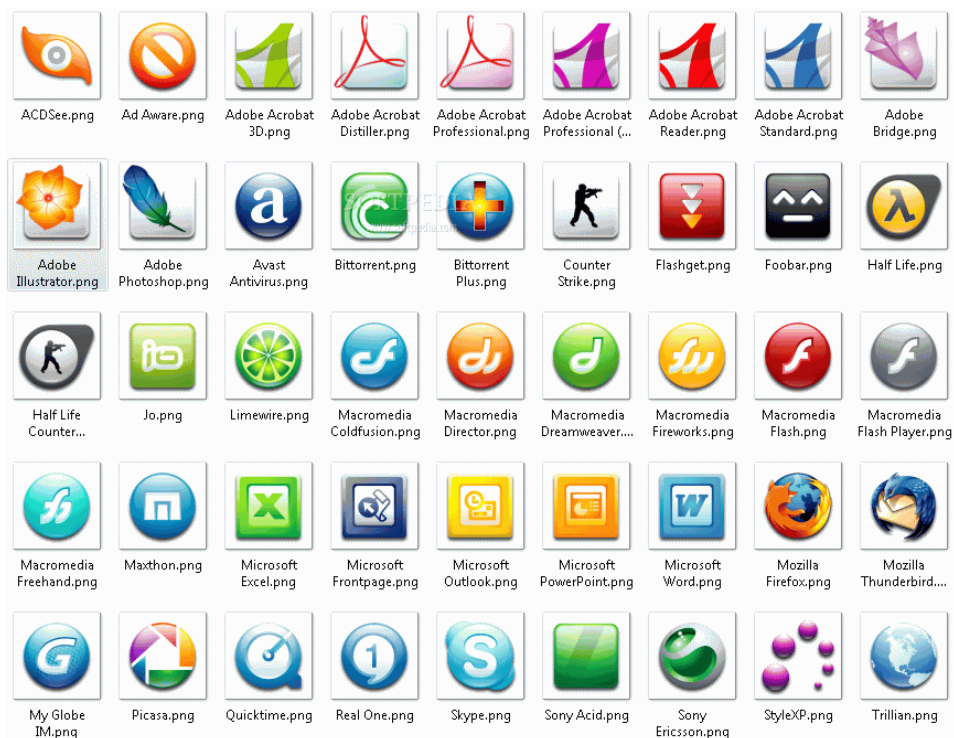 ACDSee.png
Ad Aware.png
Adobe Acrobat
3D.png
Adobe Acrobat
Distiller.png
Adobe Acrobat
Professional.png
Adobe Acrobat
Professional (...
Adobe Acrobat
Reader.png
Adobe Acrobat
Standard.png
Adobe
Bridge.png
a
SOFTPEDIA
www.softpedia.com
λ
Adobe
Illustrator.png
Adobe
Photoshop.png
Avast
Antivirus.png
Bittorrent.png
Bittorrent
Plus.png
Counter
Strike.png
Flashget.png
Foobar.png
Half Life.png
Half Life
Counter...
Jo.png
Limewire.png
Macromedia
Coldfusion.png
Macromedia
Director.png
Macromedia
Dreamweaver....
Macromedia
Fireworks.png
Macromedia
Flash.png
Macromedia
Flash Player.png
X
W
Macromedia
Freehand.png
Maxthon.png
Microsoft
Excel.png
Microsoft
Frontpage.png
Microsoft
Outlook.png
Microsoft
PowerPoint.png
Microsoft
Word.png
Mozilla
Firefox.png
Mozilla
Thunderbird....
G
1
S
My Globe
IM.png
Picasa.png
Quicktime.png
Real One.png
Skype.png
Sony Acid.png
Sony
Ericsson.png
StyleXP.png
Trillian.png